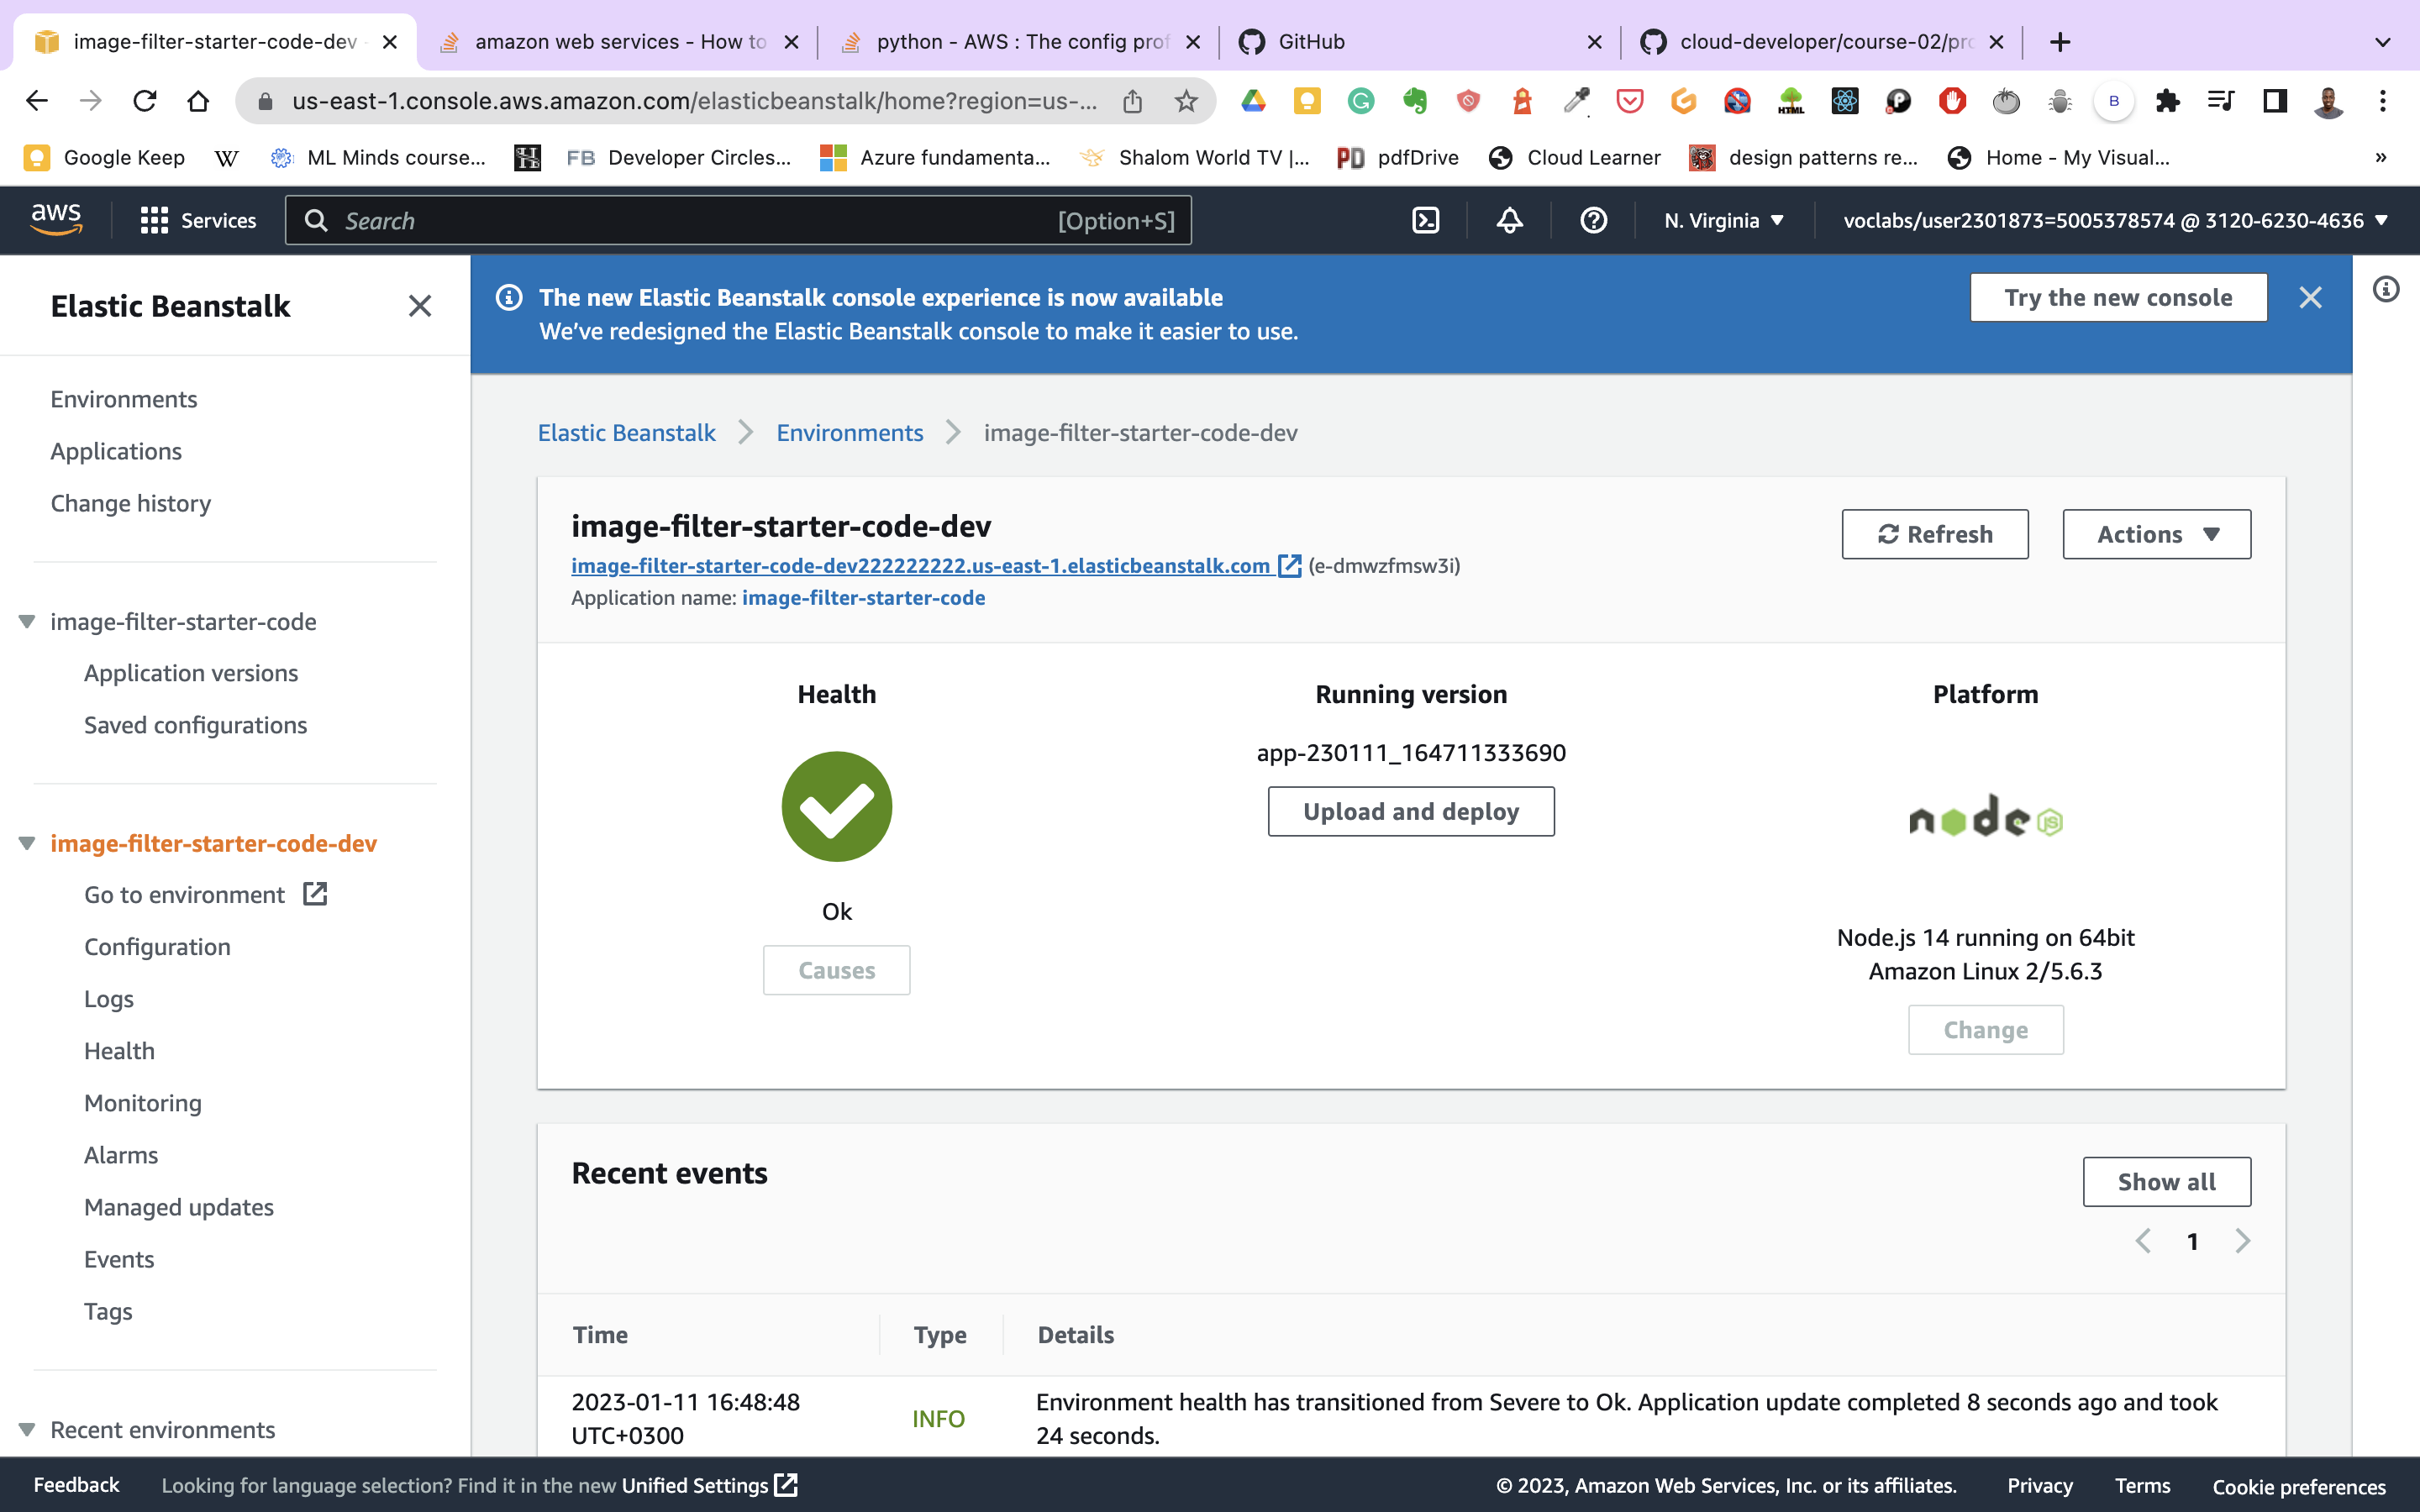 image-filter-starter-code-dev
amazon web services - How to
python - AWS : The config prof
GitHub
cloud-developer/course-02/pro
us-east-1.console.aws.amazon.com/elasticbeanstalk/home?region=us-...
Google Keep
W
ML Minds course...
FB Developer Circles...
Azure fundamenta...
Shalom World TV |...
PD pdfDrive
Cloud Learner
design patterns re...
Home - My Visual...
»
aws
Services
Search
[Option+S]
N. Virginia
voclabs/user2301873=5005378574 @ 3120-6230-4636
Elastic Beanstalk
Environments
Applications
Change history
image-filter-starter-code
Application versions
Saved configurations
image-filter-starter-code-dev
Go to environment
Configuration
Logs
Health
Monitoring
Alarms
Managed updates
Events
Tags
Recent environments
The new Elastic Beanstalk console experience is now available
We've redesigned the Elastic Beanstalk console to make it easier to use.
Try the new console
Elastic Beanstalk
Environments
image-filter-starter-code-dev
image-filter-starter-code-dev
image-filter-starter-code-dev222222222.us-east-1.elasticbeanstalk.com (e-dmwzfmsw3i)
Application name: image-filter-starter-code
Refresh
Actions
Health
Ok
Causes
Running version
app-230111_164711333690
Upload and deploy
Platform
node JS
Node.js 14 running on 64bit
Amazon Linux 2/5.6.3
Change
Recent events
Show all
1
Time
Type
Details
2023-01-11 16:48:48
UTC+0300
INFO
Environment health has transitioned from Severe to Ok. Application update completed 8 seconds ago and took
24 seconds.
Feedback
Looking for language selection? Find it in the new Unified Settings
© 2023, Amazon Web Services, Inc. or its affiliates.
Privacy
Terms
Cookie preferences